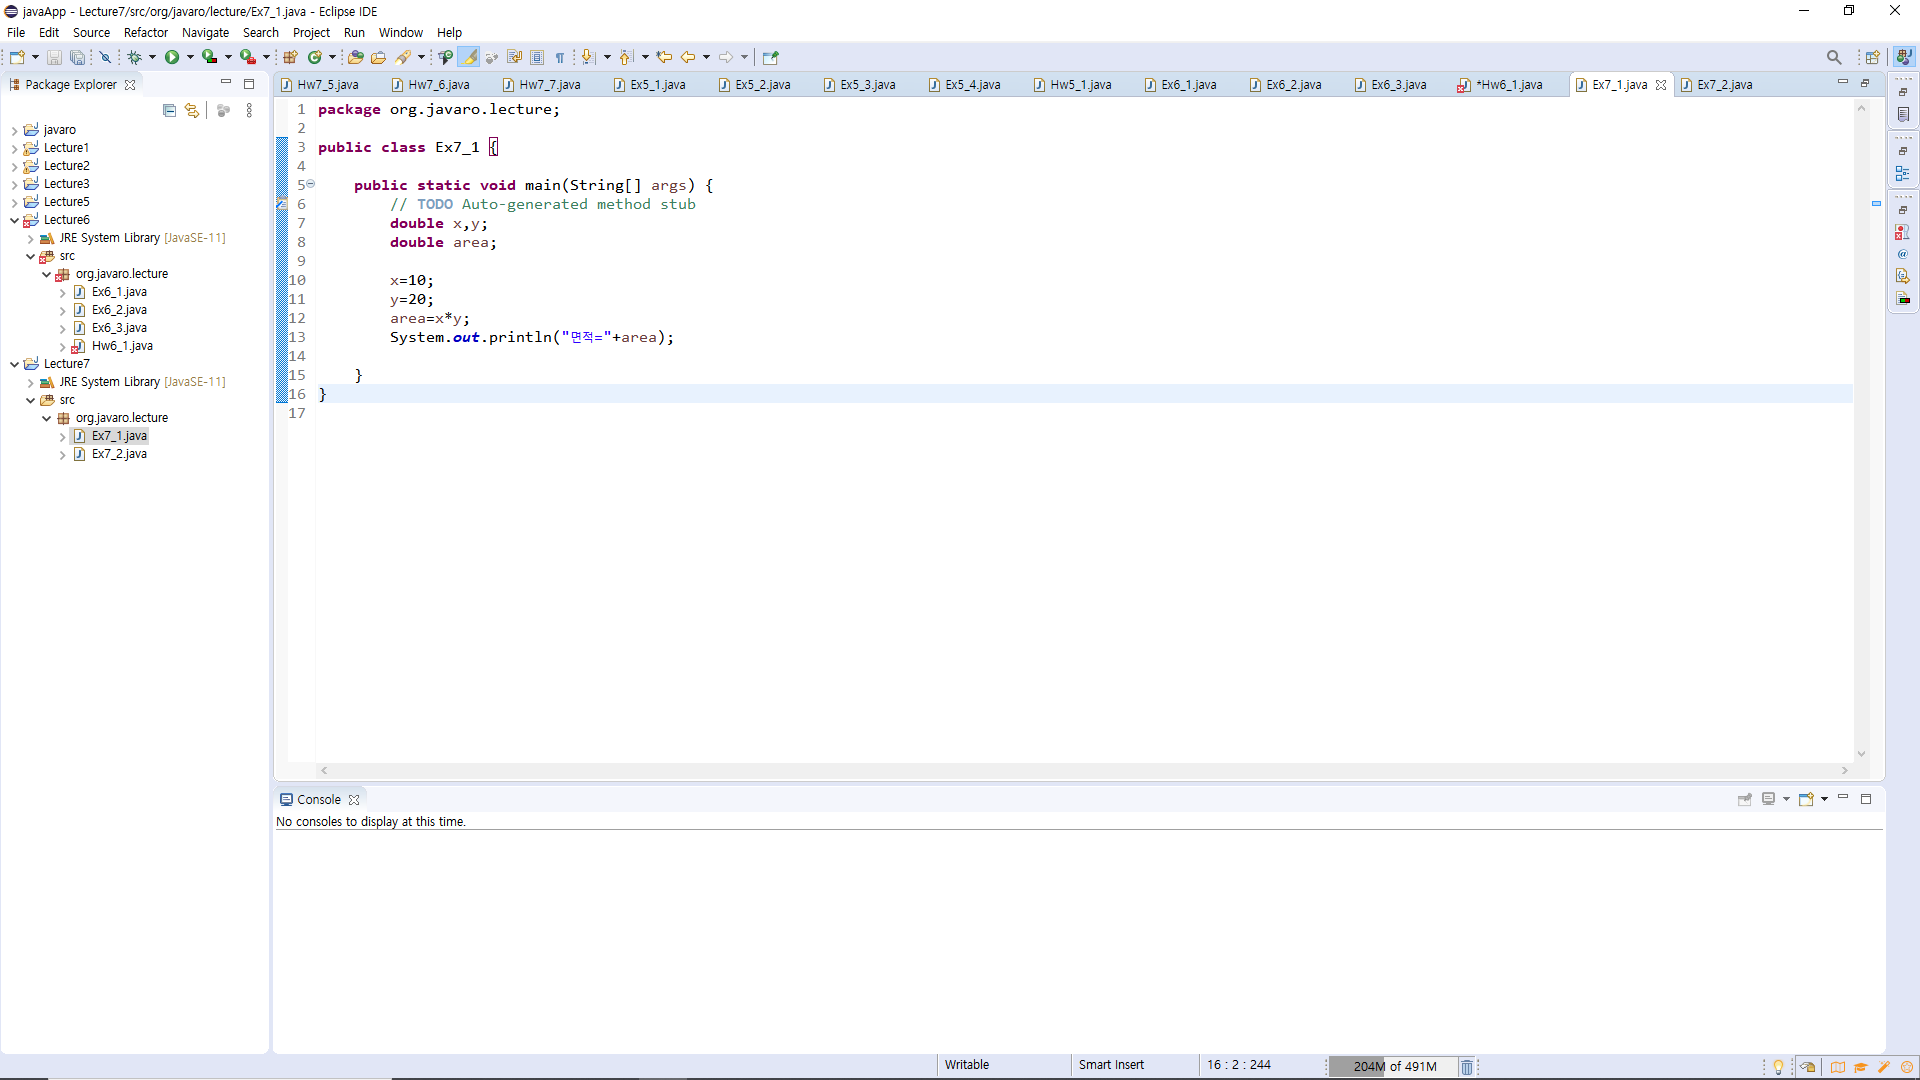 javaApp - Lecture7/src/org/javaro/lecture/Ex7_1.java - Eclipse IDE
File Edit Source Refactor Navigate Search Project Run Window Help
Package Explorer
javaro
Lecture1
Lecture2
Lecture3
Lecture5
Lecture6
JRE System Library [JavaSE-11]
src
org.javaro.lecture
Ex6_1.java
Ex6_2.java
Ex6_3.java
Hw6_1.java
Lecture7
JRE System Library [JavaSE-11]
src
org.javaro.lecture
Ex7_1.java
Ex7_2.java
Hw7_5.java Hw7_6.java Hw7_7.java Ex5_1.java Ex5_2.java Ex5_3.java Ex5_4.java Hw5_1.java Ex6_1.java Ex6_2.java Ex6_3.java *Hw6_1.java Ex7_1.java Ex7_2.java
1 package org.javaro.lecture;
2
3 public class Ex7_1 {
4
5 public static void main(String[] args) {
6 // TODO Auto-generated method stub
7 double x,y;
8 double area;
9
10 x=10;
11 y=20;
12 area=x*y;
13 System.out.println("면적="+area);
14
15 }
16 }
17
Console
No consoles to display at this time.
Writable Smart Insert 16 : 2 : 244 204M of 491M